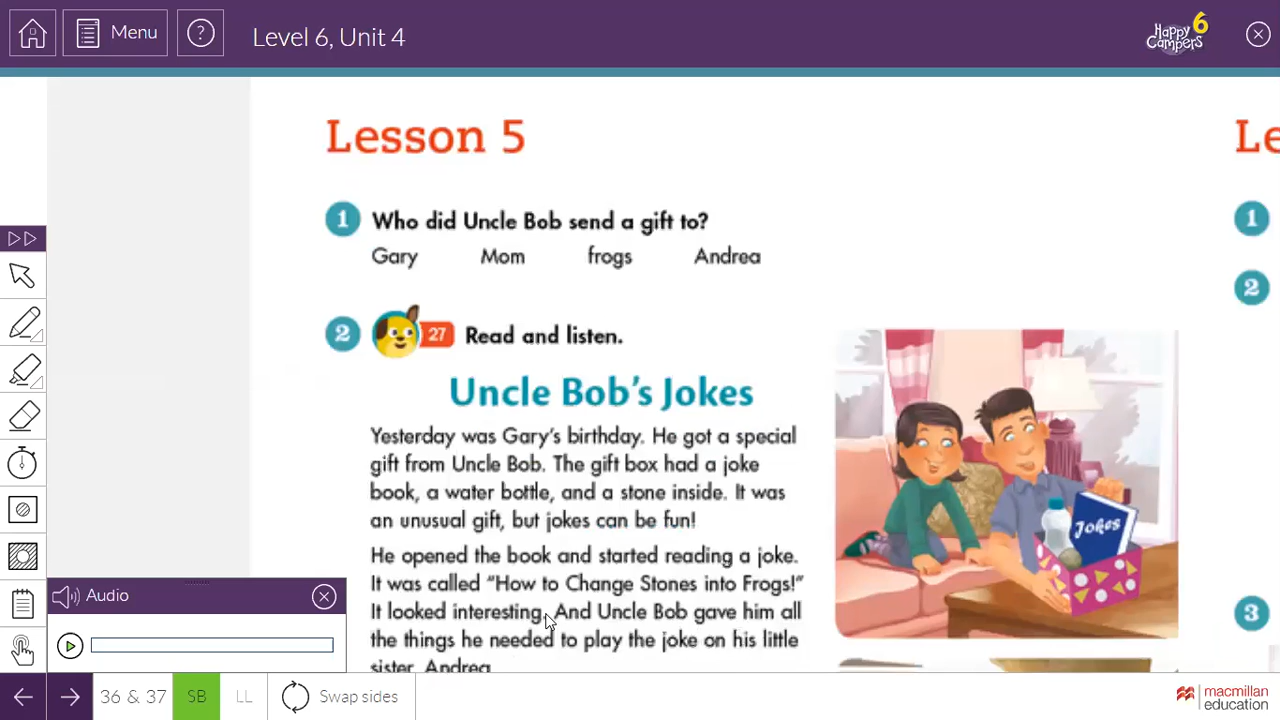 Menu
?
Level 6, Unit 4
Happy Campers 6
Lesson 5
Le
1 Who did Uncle Bob send a gift to?
Gary Mom frogs Andrea
1
2
2 27 Read and listen.
Uncle Bob's Jokes
Yesterday was Gary's birthday. He got a special
gift from Uncle Bob. The gift box had a joke
book, a water bottle, and a stone inside. It was
an unusual gift, but jokes can be fun!
He opened the book and started reading a joke.
It was called “How to Change Stones into Frogs!”
It looked interesting. And Uncle Bob gave him all
the things he needed to play the joke on his little
sister, Andrea.
Jokes
3
Audio
36 & 37
SB
LL
Swap sides
macmillan
education